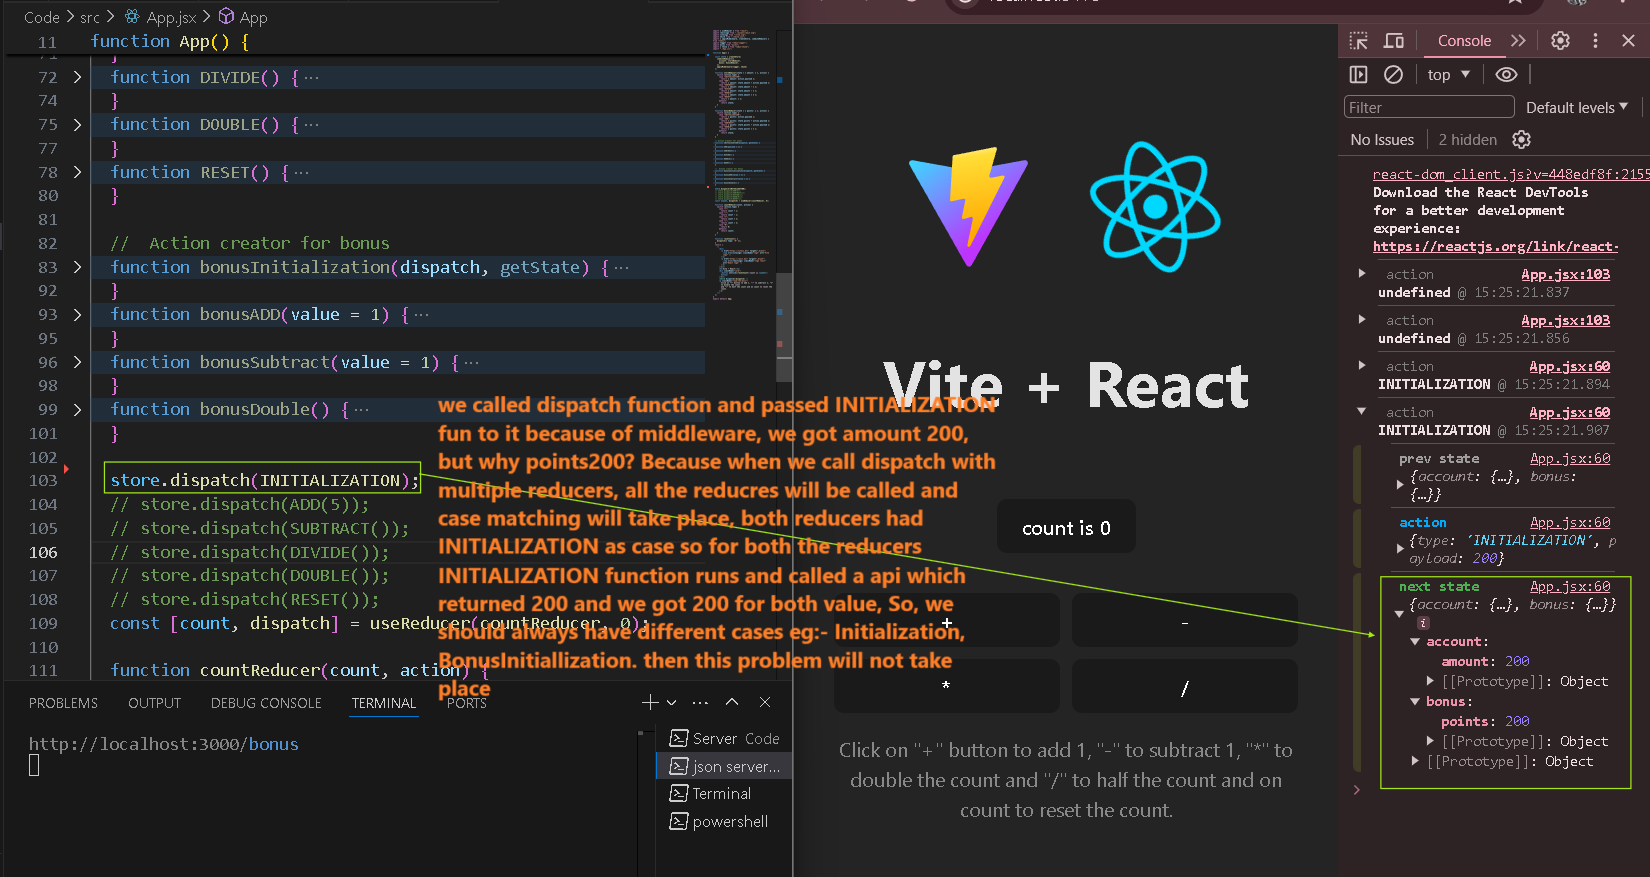 Code > src > App.jsx > App
11 function App() {
71 }
72 function DIVIDE() {···
74 }
75 function DOUBLE() {···
77 }
78 function RESET() {···
80 }
81
82 // Action creator for bonus
83 function bonusInitialization(dispatch, getState) {···
92 }
93 function bonusADD(value = 1) {···
95 }
96 function bonusSubtract(value = 1) {···
98 }
99 function bonusDouble() {···
101 }
102
103 store.dispatch(INITIALIZATION);
104 // store.dispatch(ADD(5));
105 // store.dispatch(SUBTRACT());
106 // store.dispatch(DIVIDE());
107 // store.dispatch(DOUBLE());
108 // store.dispatch(RESET());
109 const [count, dispatch] = useReducer(countReducer, 0);
110
111 function countReducer(count, action) {
we called dispatch function and passed INITIALIZATION
fun to it because of middleware, we got amount 200,
but why points200? Because when we call dispatch with
multiple reducers, all the reducres will be called and
case matching will take place, both reducers had
INITIALIZATION as case so for both the reducers
INITIALIZATION function runs and called a api which
returned 200 and we got 200 for both value, So, we
should always have different cases eg:- Initialization,
BonusInitiallization. then this problem will not take
place
PROBLEMS OUTPUT DEBUG CONSOLE TERMINAL PORTS
http://localhost:3000/bonus
Server Code
json server...
Terminal
powershell
Vite + React
count is 0
+ -
* /
Click on "+" button to add 1, "-" to subtract 1, "*" to
double the count and "/" to half the count and on
count to reset the count.
Console
top
Filter Default levels
No Issues 2 hidden
react-dom_client.js?v=448edf8f:2155
Download the React DevTools
for a better development
experience:
https://reactjs.org/link/react-
action App.jsx:103
undefined @ 15:25:21.837
action App.jsx:103
undefined @ 15:25:21.856
action App.jsx:60
INITIALIZATION @ 15:25:21.894
action App.jsx:60
INITIALIZATION @ 15:25:21.907
prev state App.jsx:60
{account: {…}, bonus:
{…}}
action App.jsx:60
{type: 'INITIALIZATION', p
ayload: 200}
next state App.jsx:60
{account: {…}, bonus: {…}}
i
account:
amount: 200
[[Prototype]]: Object
bonus:
points: 200
[[Prototype]]: Object
[[Prototype]]: Object